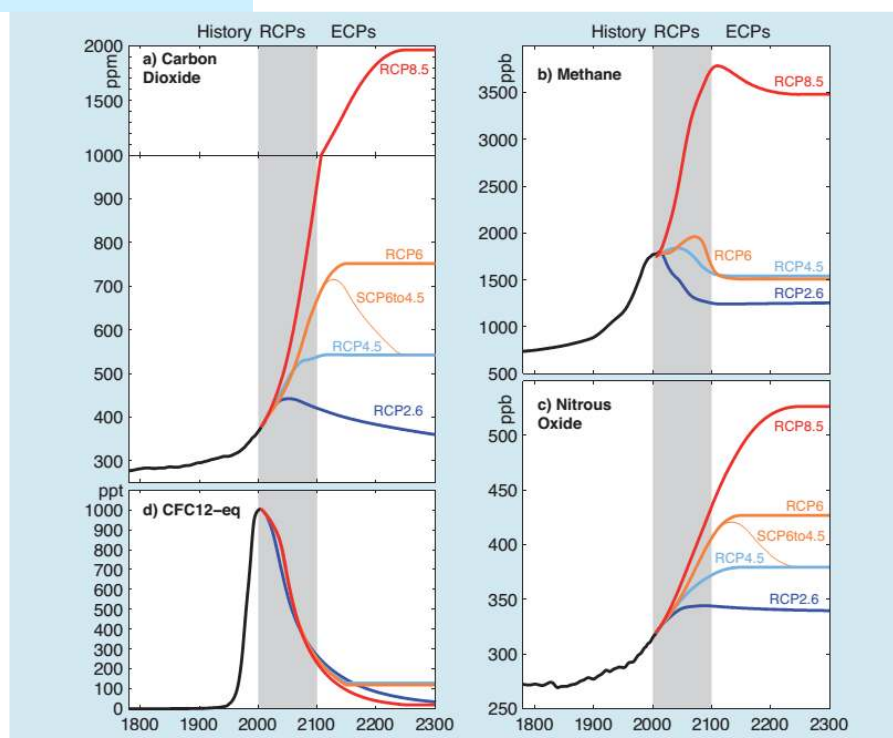 History RCPs ECPs
2000
ppm
1500
1000
a) Carbon
Dioxide
RCP8.5
900
800
700
600
500
400
300
RCP6
SCP6to4.5
RCP4.5
RCP2.6
ppt
1000
900
800
700
600
500
400
300
200
100
0
d) CFC12-eq
1800 1900 2000 2100 2200 2300
History RCPs ECPs
ppb
3500
3000
2500
2000
1500
1000
500
b) Methane
RCP8.5
RCP6
RCP4.5
RCP2.6
ppb
500
450
400
350
300
250
c) Nitrous
Oxide
RCP8.5
RCP6
SCP6to4.5
RCP4.5
RCP2.6
1800 1900 2000 2100 2200 2300